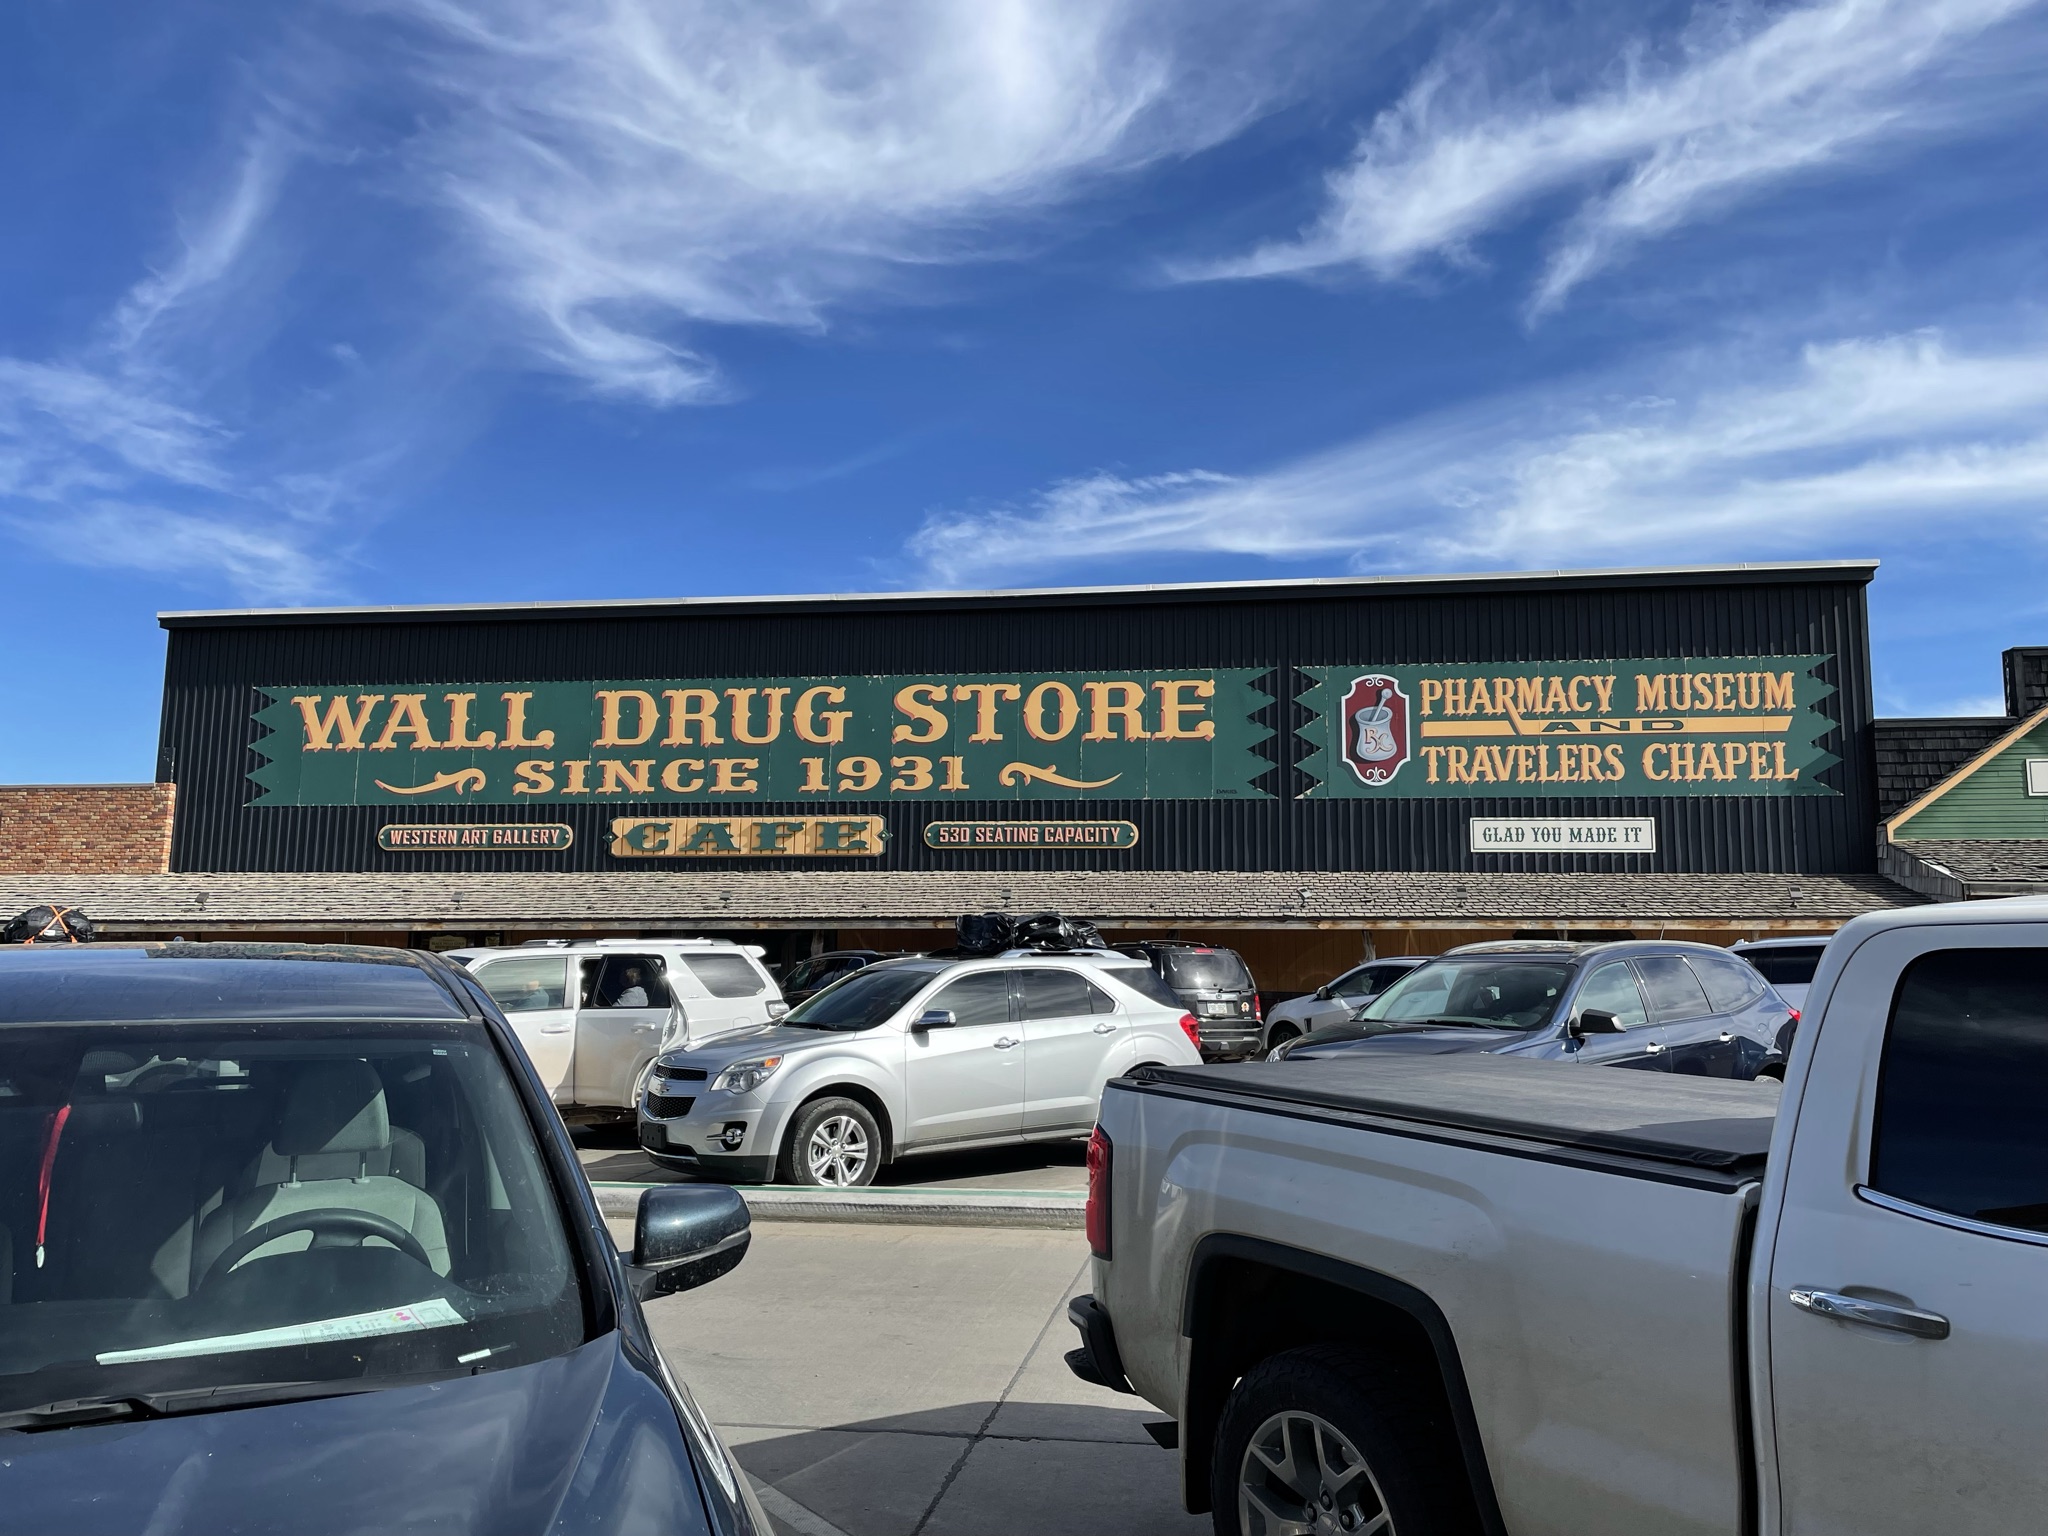 WALL DRUG STORE
SINCE 1931
PHARMACY MUSEUM
AND
TRAVELERS CHAPEL
Rx
WESTERN ART GALLERY
CAFE
530 SEATING CAPACITY
GLAD YOU MADE IT